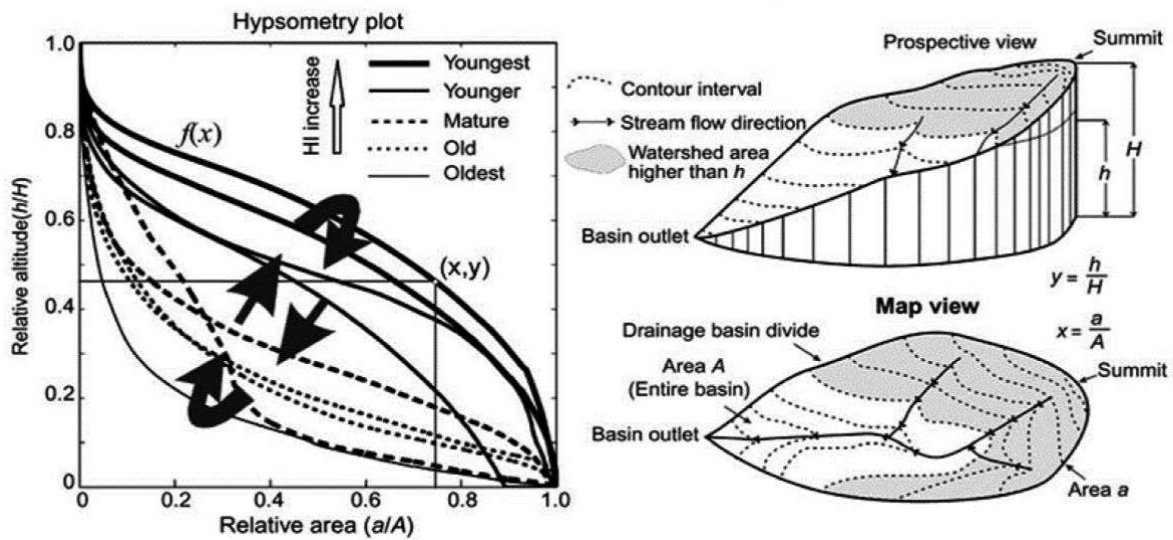 Hypsometry plot
1.0
0.8
0.6
0.4
0.2
0
Relative altitude(h/H)
0
0.2
0.4
0.6
0.8
1.0
Relative area (a/A)
f(x)
(x,y)
HI increase
Youngest
Younger
Mature
Old
Oldest
Contour interval
Stream flow direction
Watershed area
higher than h
Prospective view
Summit
H
h
Basin outlet
y = h/H
Map view
x = a/A
Drainage basin divide
Area A
(Entire basin)
Summit
Basin outlet
Area a